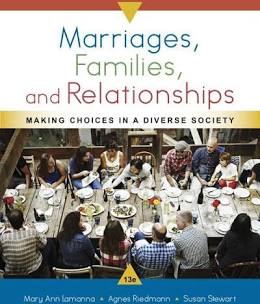 Marriages,
Families,
and Relationships
MAKING CHOICES IN A DIVERSE SOCIETY
13e
Mary Ann Lamanna • Agnes Riedmann • Susan Stewart